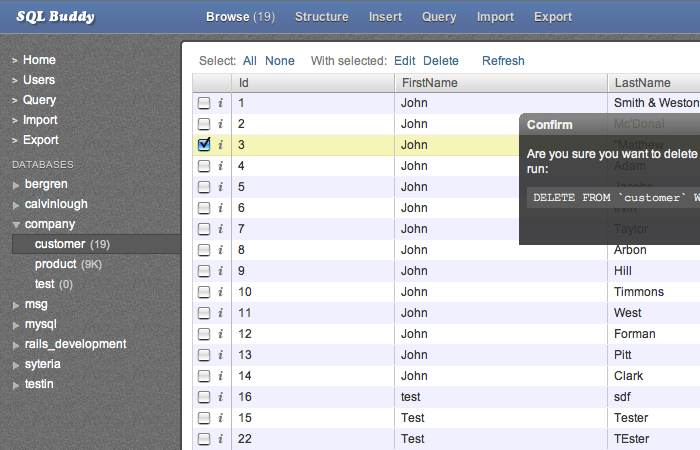 SQL Buddy
Browse (19) Structure Insert Query Import Export
> Home
> Users
> Query
> Import
> Export
DATABASES
bergren
calvinlough
company
customer (19)
product (9K)
test (0)
msg
mysql
rails_development
syteria
testin
Select: All None With selected: Edit Delete Refresh
Id FirstName LastName
i 1 John Smith & Weston
i 2 John McDonal
i 3 John "Matthew
i 4 John Adam
i 5 John Jacobs
i 6 John
i 7 John Taylor
i 8 John Arbon
i 9 John Hill
i 10 John Timmons
i 11 John West
i 12 John Forman
i 13 John Pitt
i 14 John Clark
i 16 test sdf
i 15 Test Tester
i 22 Test TEster
Confirm
Are you sure you want to delete
run:
DELETE FROM `customer` W